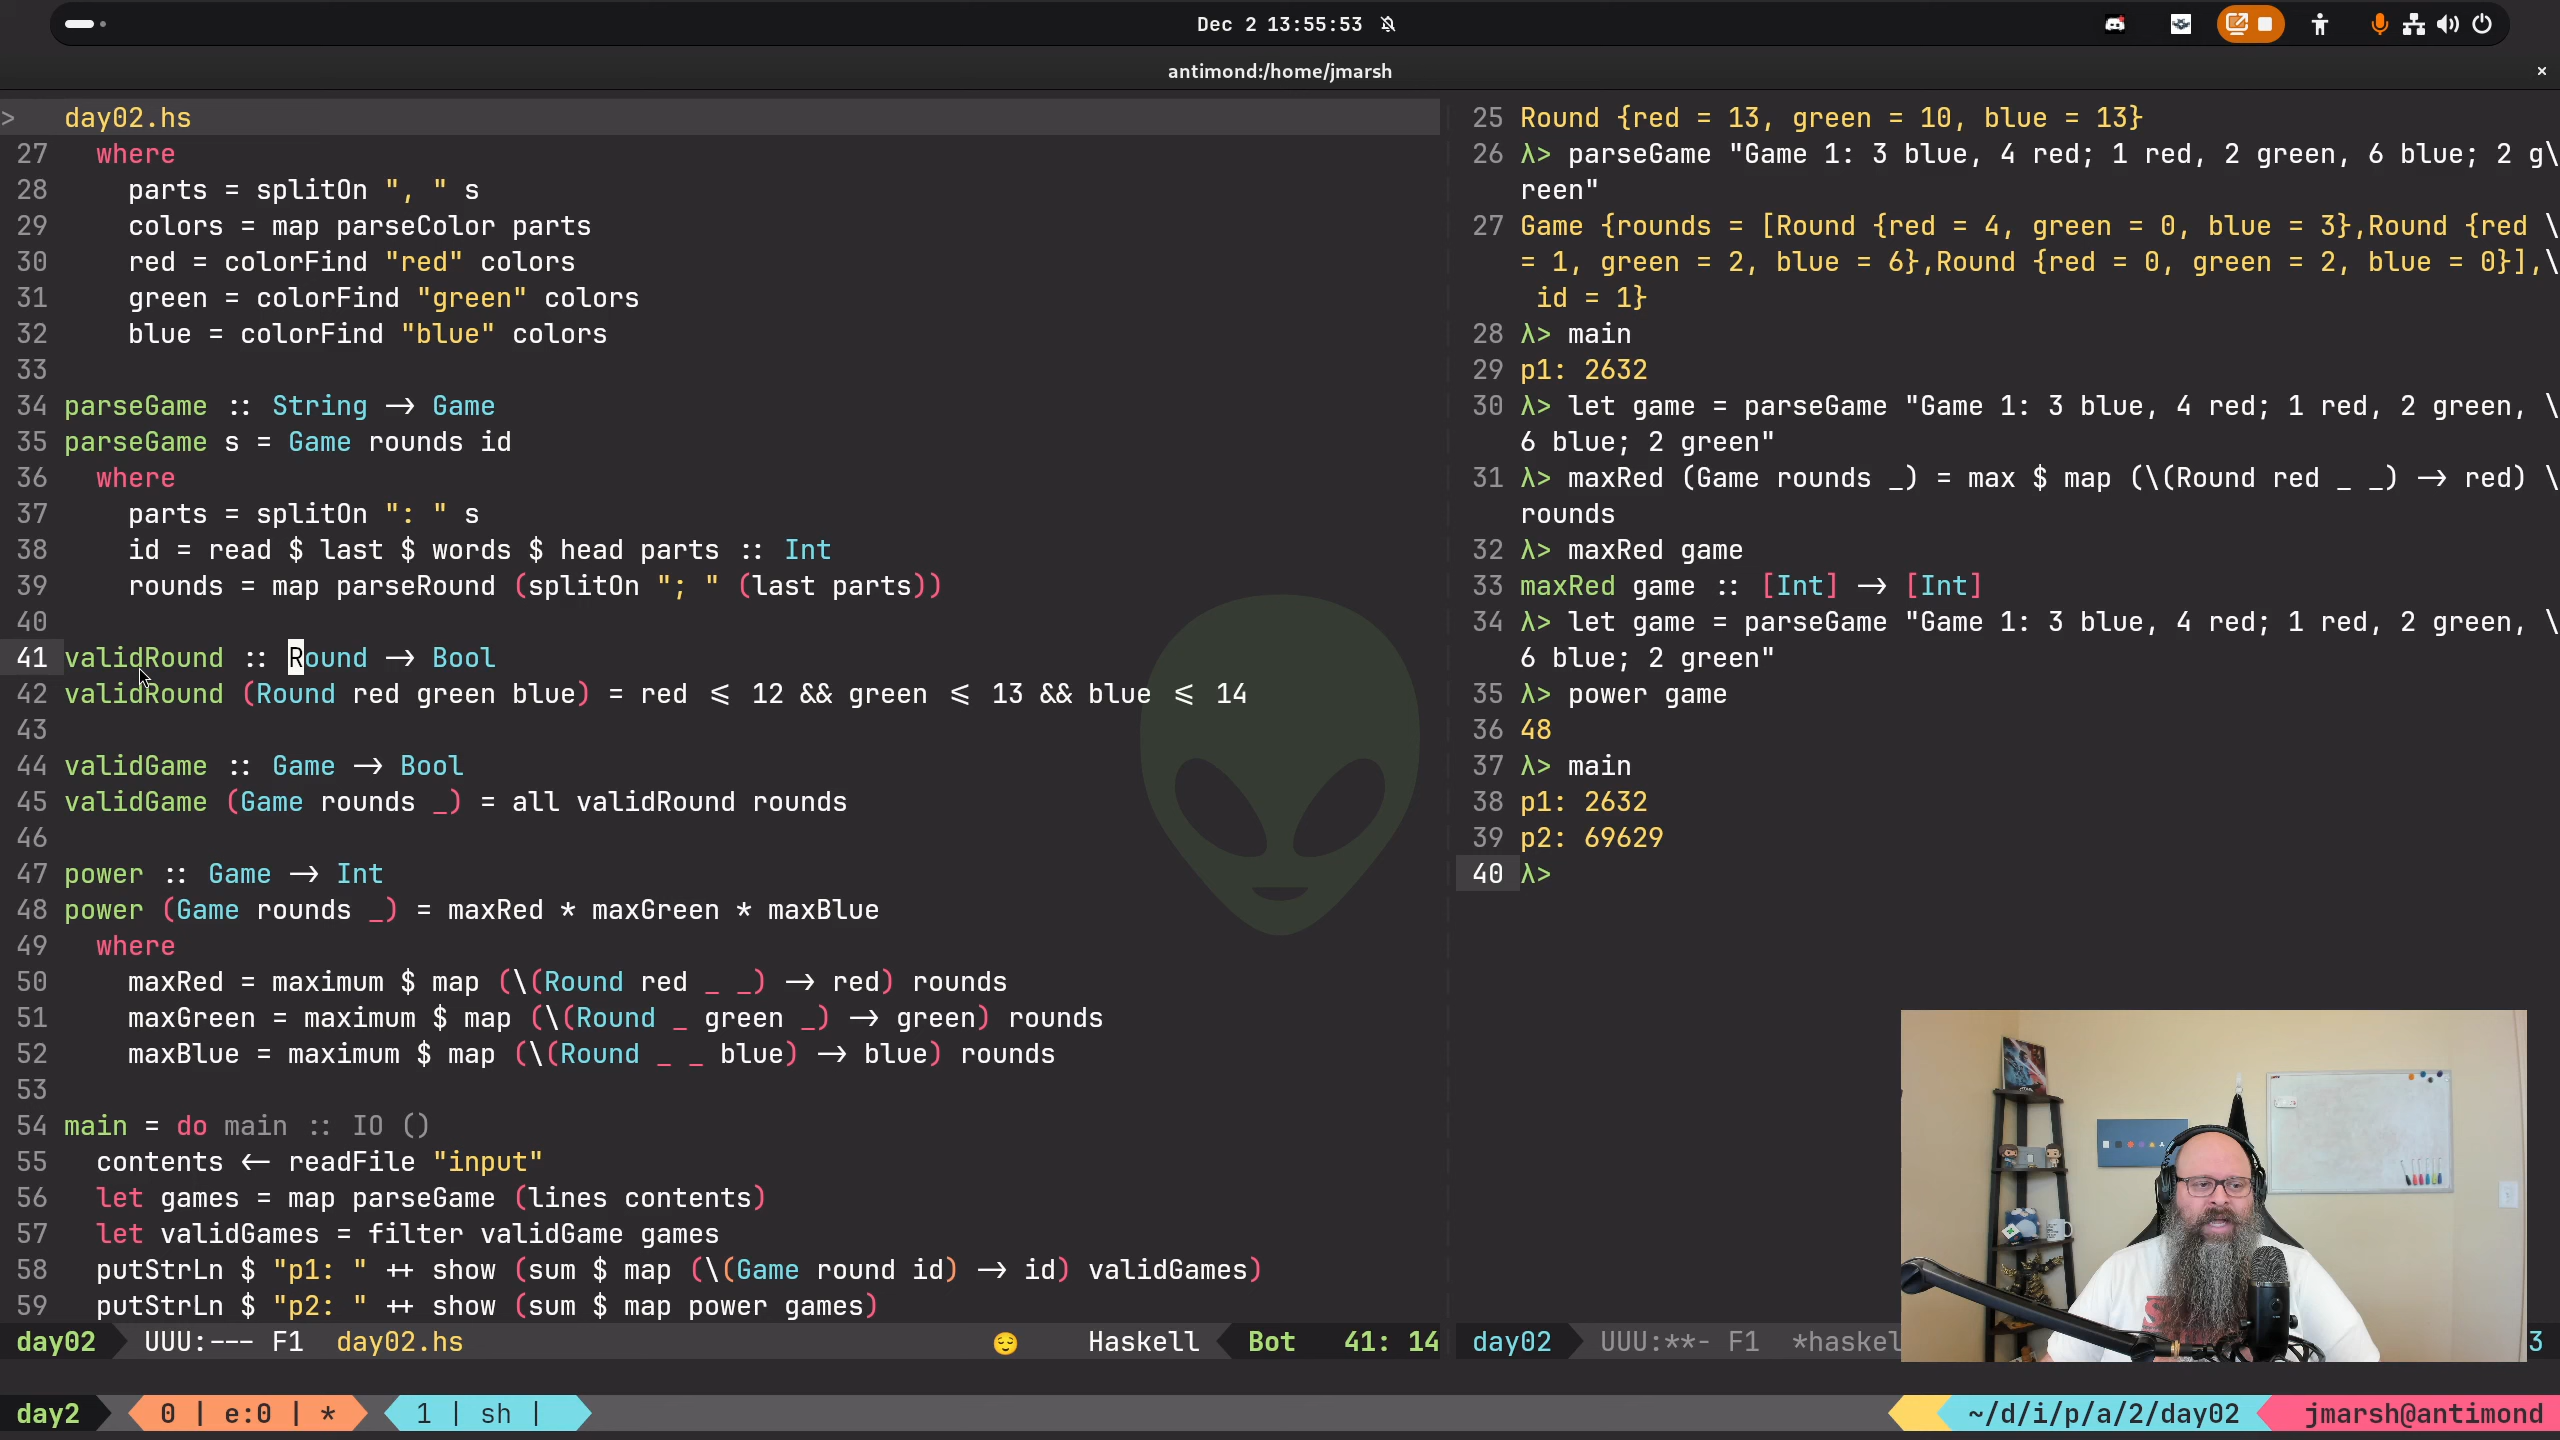 Dec 2 13:55:53
antimond:/home/jmarsh
×
> day02.hs
27 where
28 parts = splitOn ", " s
29 colors = map parseColor parts
30 red = colorFind "red" colors
31 green = colorFind "green" colors
32 blue = colorFind "blue" colors
33
34 parseGame :: String -> Game
35 parseGame s = Game rounds id
36 where
37 parts = splitOn ": " s
38 id = read $ last $ words $ head parts :: Int
39 rounds = map parseRound (splitOn "; " (last parts))
40
41 validRound :: Round -> Bool
42 validRound (Round red green blue) = red <= 12 && green <= 13 && blue <= 14
43
44 validGame :: Game -> Bool
45 validGame (Game rounds _) = all validRound rounds
46
47 power :: Game -> Int
48 power (Game rounds _) = maxRed * maxGreen * maxBlue
49 where
50 maxRed = maximum $ map (\(Round red _ _) -> red) rounds
51 maxGreen = maximum $ map (\(Round _ green _) -> green) rounds
52 maxBlue = maximum $ map (\(Round _ _ blue) -> blue) rounds
53
54 main = do main :: IO ()
55 contents <- readFile "input"
56 let games = map parseGame (lines contents)
57 let validGames = filter validGame games
58 putStrLn $ "p1: " ++ show (sum $ map (\(Game round id) -> id) validGames)
59 putStrLn $ "p2: " ++ show (sum $ map power games)
day02 UUU:--- F1 day02.hs Haskell Bot 41: 14
25 Round {red = 13, green = 10, blue = 13}
26 λ> parseGame "Game 1: 3 blue, 4 red; 1 red, 2 green, 6 blue; 2 g\
reen"
27 Game {rounds = [Round {red = 4, green = 0, blue = 3},Round {red \
= 1, green = 2, blue = 6},Round {red = 0, green = 2, blue = 0}],\
id = 1}
28 λ> main
29 p1: 2632
30 λ> let game = parseGame "Game 1: 3 blue, 4 red; 1 red, 2 green, \
6 blue; 2 green"
31 λ> maxRed (Game rounds _) = max $ map (\(Round red _ _) -> red) \
rounds
32 λ> maxRed game
33 maxRed game :: [Int] -> [Int]
34 λ> let game = parseGame "Game 1: 3 blue, 4 red; 1 red, 2 green, \
6 blue; 2 green"
35 λ> power game
36 48
37 λ> main
38 p1: 2632
39 p2: 69629
40 λ>
day02 UUU:**- F1 *haskel 3
day2 0 | e:0 | * 1 | sh | ~/d/i/p/a/2/day02 jmarsh@antimond